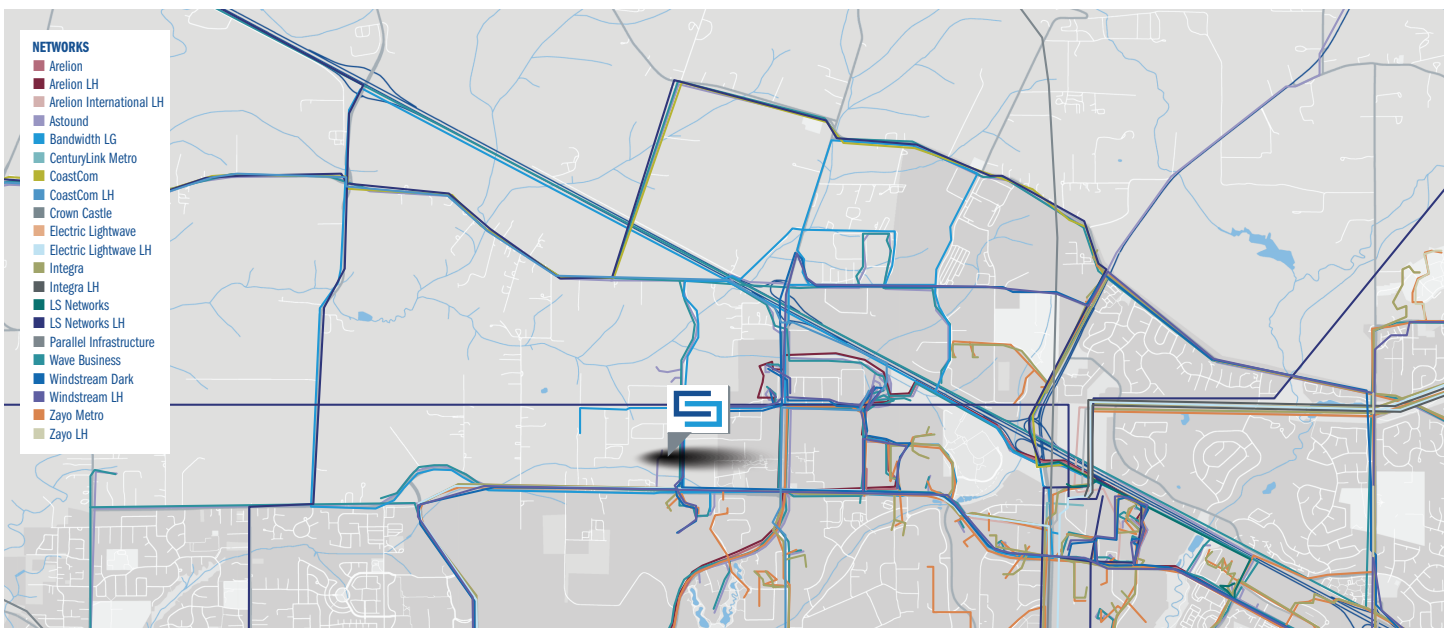 NETWORKS
Arelion
Arelion LH
Arelion International LH
Astound
Bandwidth LG
CenturyLink Metro
CoastCom
CoastCom LH
Crown Castle
Electric Lightwave
Electric Lightwave LH
Integra
Integra LH
LS Networks
LS Networks LH
Parallel Infrastructure
Wave Business
Windstream Dark
Windstream LH
Zayo Metro
Zayo LH